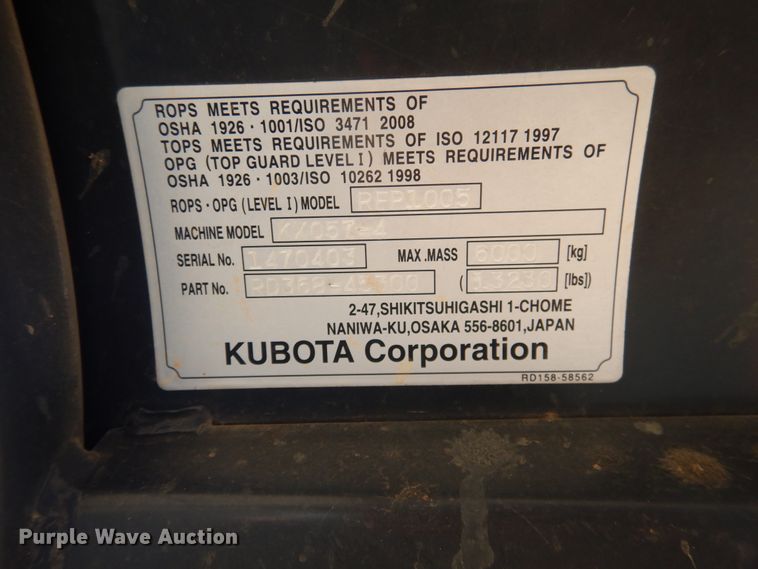 ROPS MEETS REQUIREMENTS OF
OSHA 1926・1001/ISO 3471 2008
TOPS MEETS REQUIREMENTS OF ISO 12117 1997
OPG (TOP GUARD LEVEL I) MEETS REQUIREMENTS OF
OSHA 1926・1003/ISO 10262 1998
ROPS・OPG (LEVEL I) MODEL RFP1005
MACHINE MODEL
SERIAL No. 1470403 MAX.MASS 6000 [kg]
PART No. ( 13230 [lbs])
2-47,SHIKITSUHIGASHI 1-CHOME
NANIWA-KU,OSAKA 556-8601,JAPAN
KUBOTA Corporation
RD158-58562
Purple Wave Auction